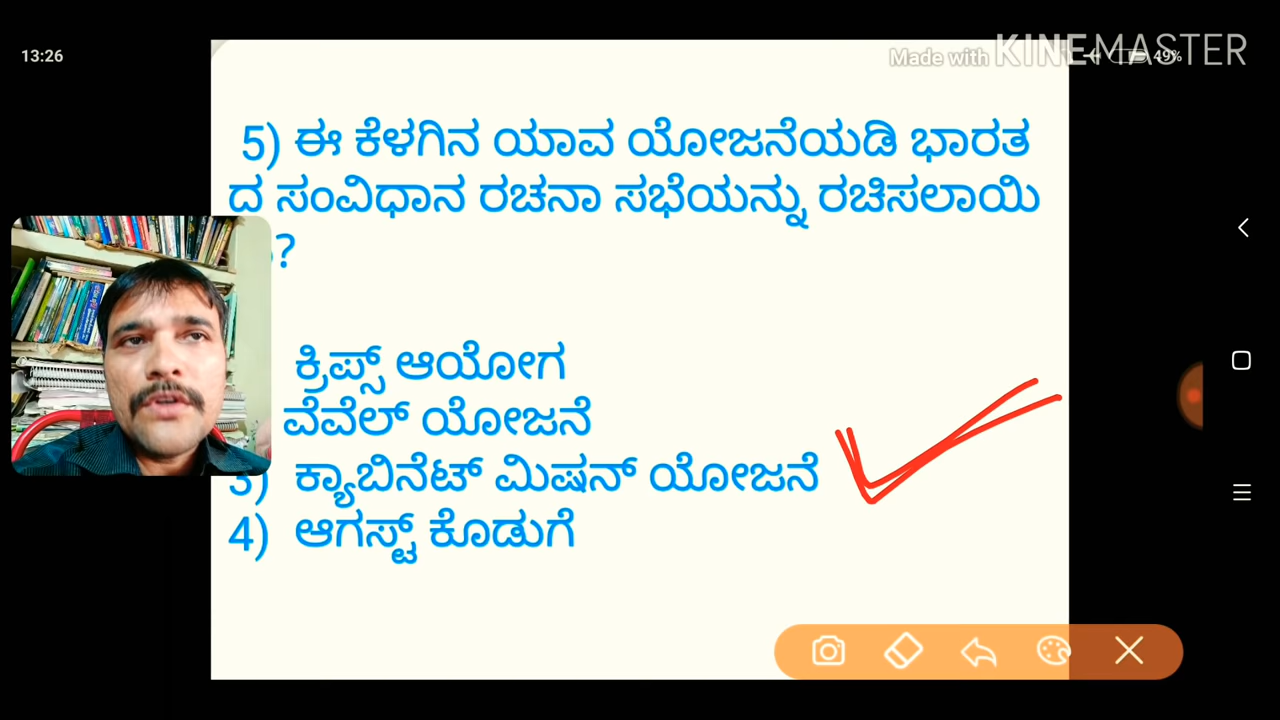 13:26
Made with KINEMASTER
49%
5) ಈ ಕೆಳಗಿನ ಯಾವ ಯೋಜನೆಯಡಿ ಭಾರತ
ದ ಸಂವಿಧಾನ ರಚನಾ ಸಭೆಯನ್ನು ರಚಿಸಲಾಯಿ
?
ಕ್ರಿಪ್ಸ್ ಆಯೋಗ
ವೆವೆಲ್ ಯೋಜನೆ
3) ಕ್ಯಾಬಿನೆಟ್ ಮಿಷನ್ ಯೋಜನೆ
4) ಆಗಸ್ಟ್ ಕೊಡುಗೆ